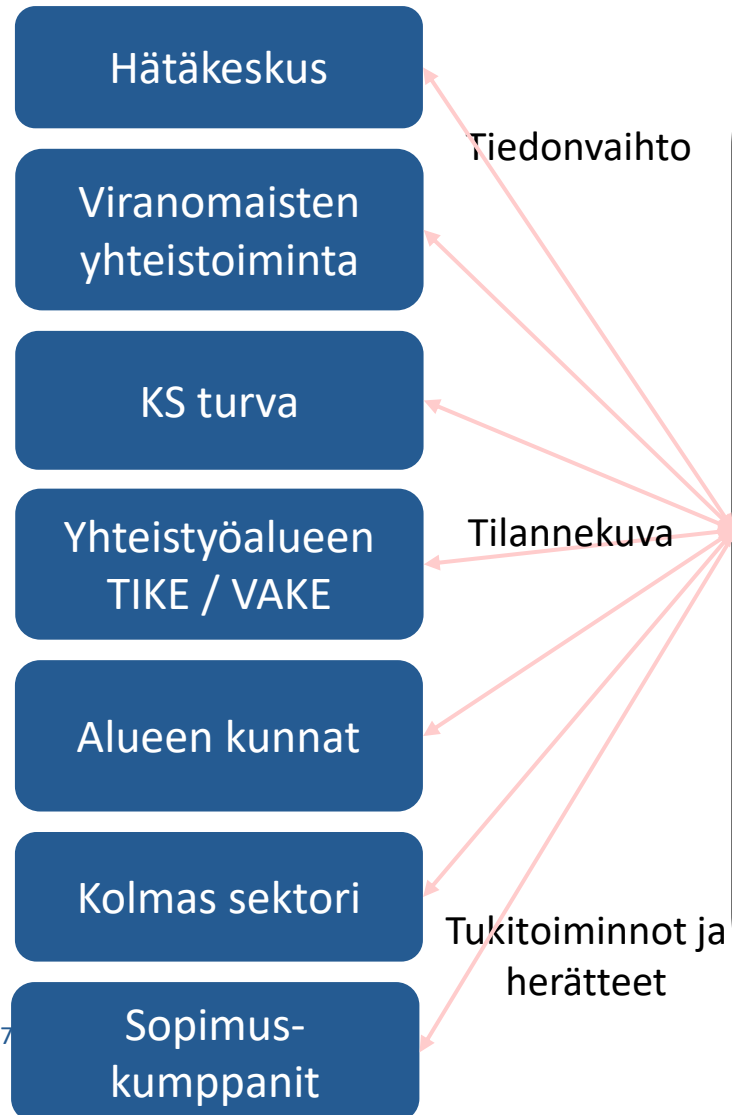 Hätäkeskus
Tiedonvaihto
Viranomaisten
yhteistoiminta
KS turva
Yhteistyöalueen
TIKE / VAKE
Tilannekuva
Alueen kunnat
Kolmas sektori
Tukitoiminnot ja
herätteet
Sopimus-
kumppanit
7